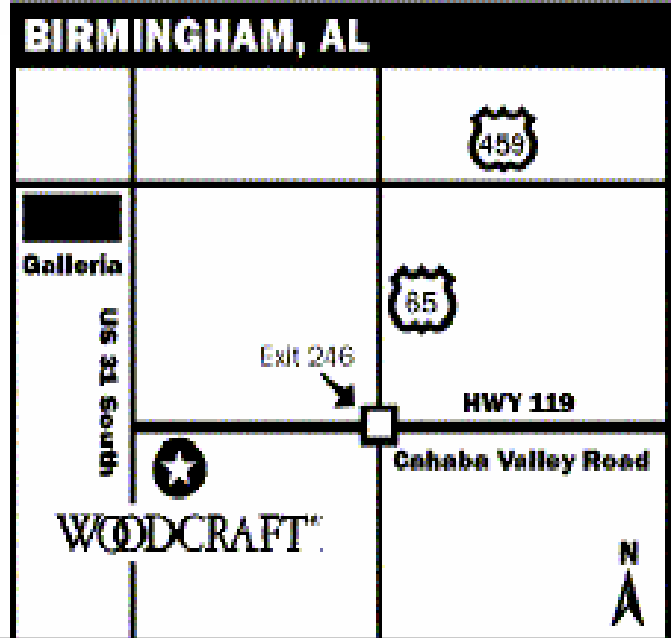 BIRMINGHAM, AL
459
Galleria
65
US 31 South
Exit 246
HWY 119
Cahaba Valley Road
WOODCRAFT
N